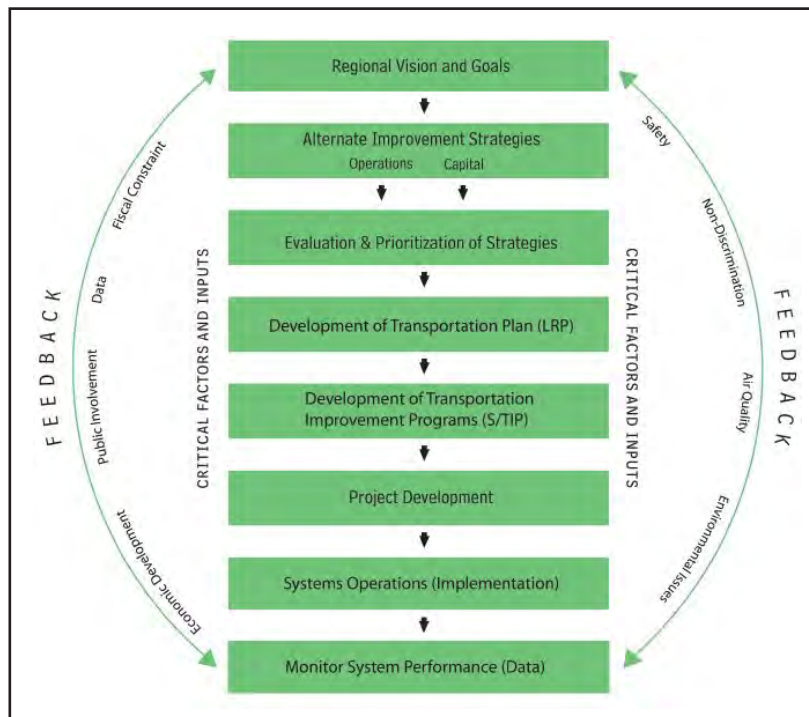 Regional Vision and Goals
Alternate Improvement Strategies
Operations Capital
Evaluation & Prioritization of Strategies
Development of Transportation Plan (LRP)
Development of Transportation
Improvement Programs (S/TIP)
Project Development
Systems Operations (Implementation)
Monitor System Performance (Data)
FEEDBACK
Fiscal Constraint
Data
Public Involvement
Economic Development
CRITICAL FACTORS AND INPUTS
CRITICAL FACTORS AND INPUTS
Safety
Non-Discrimination
Air Quality
Environmental Issues
FEEDBACK